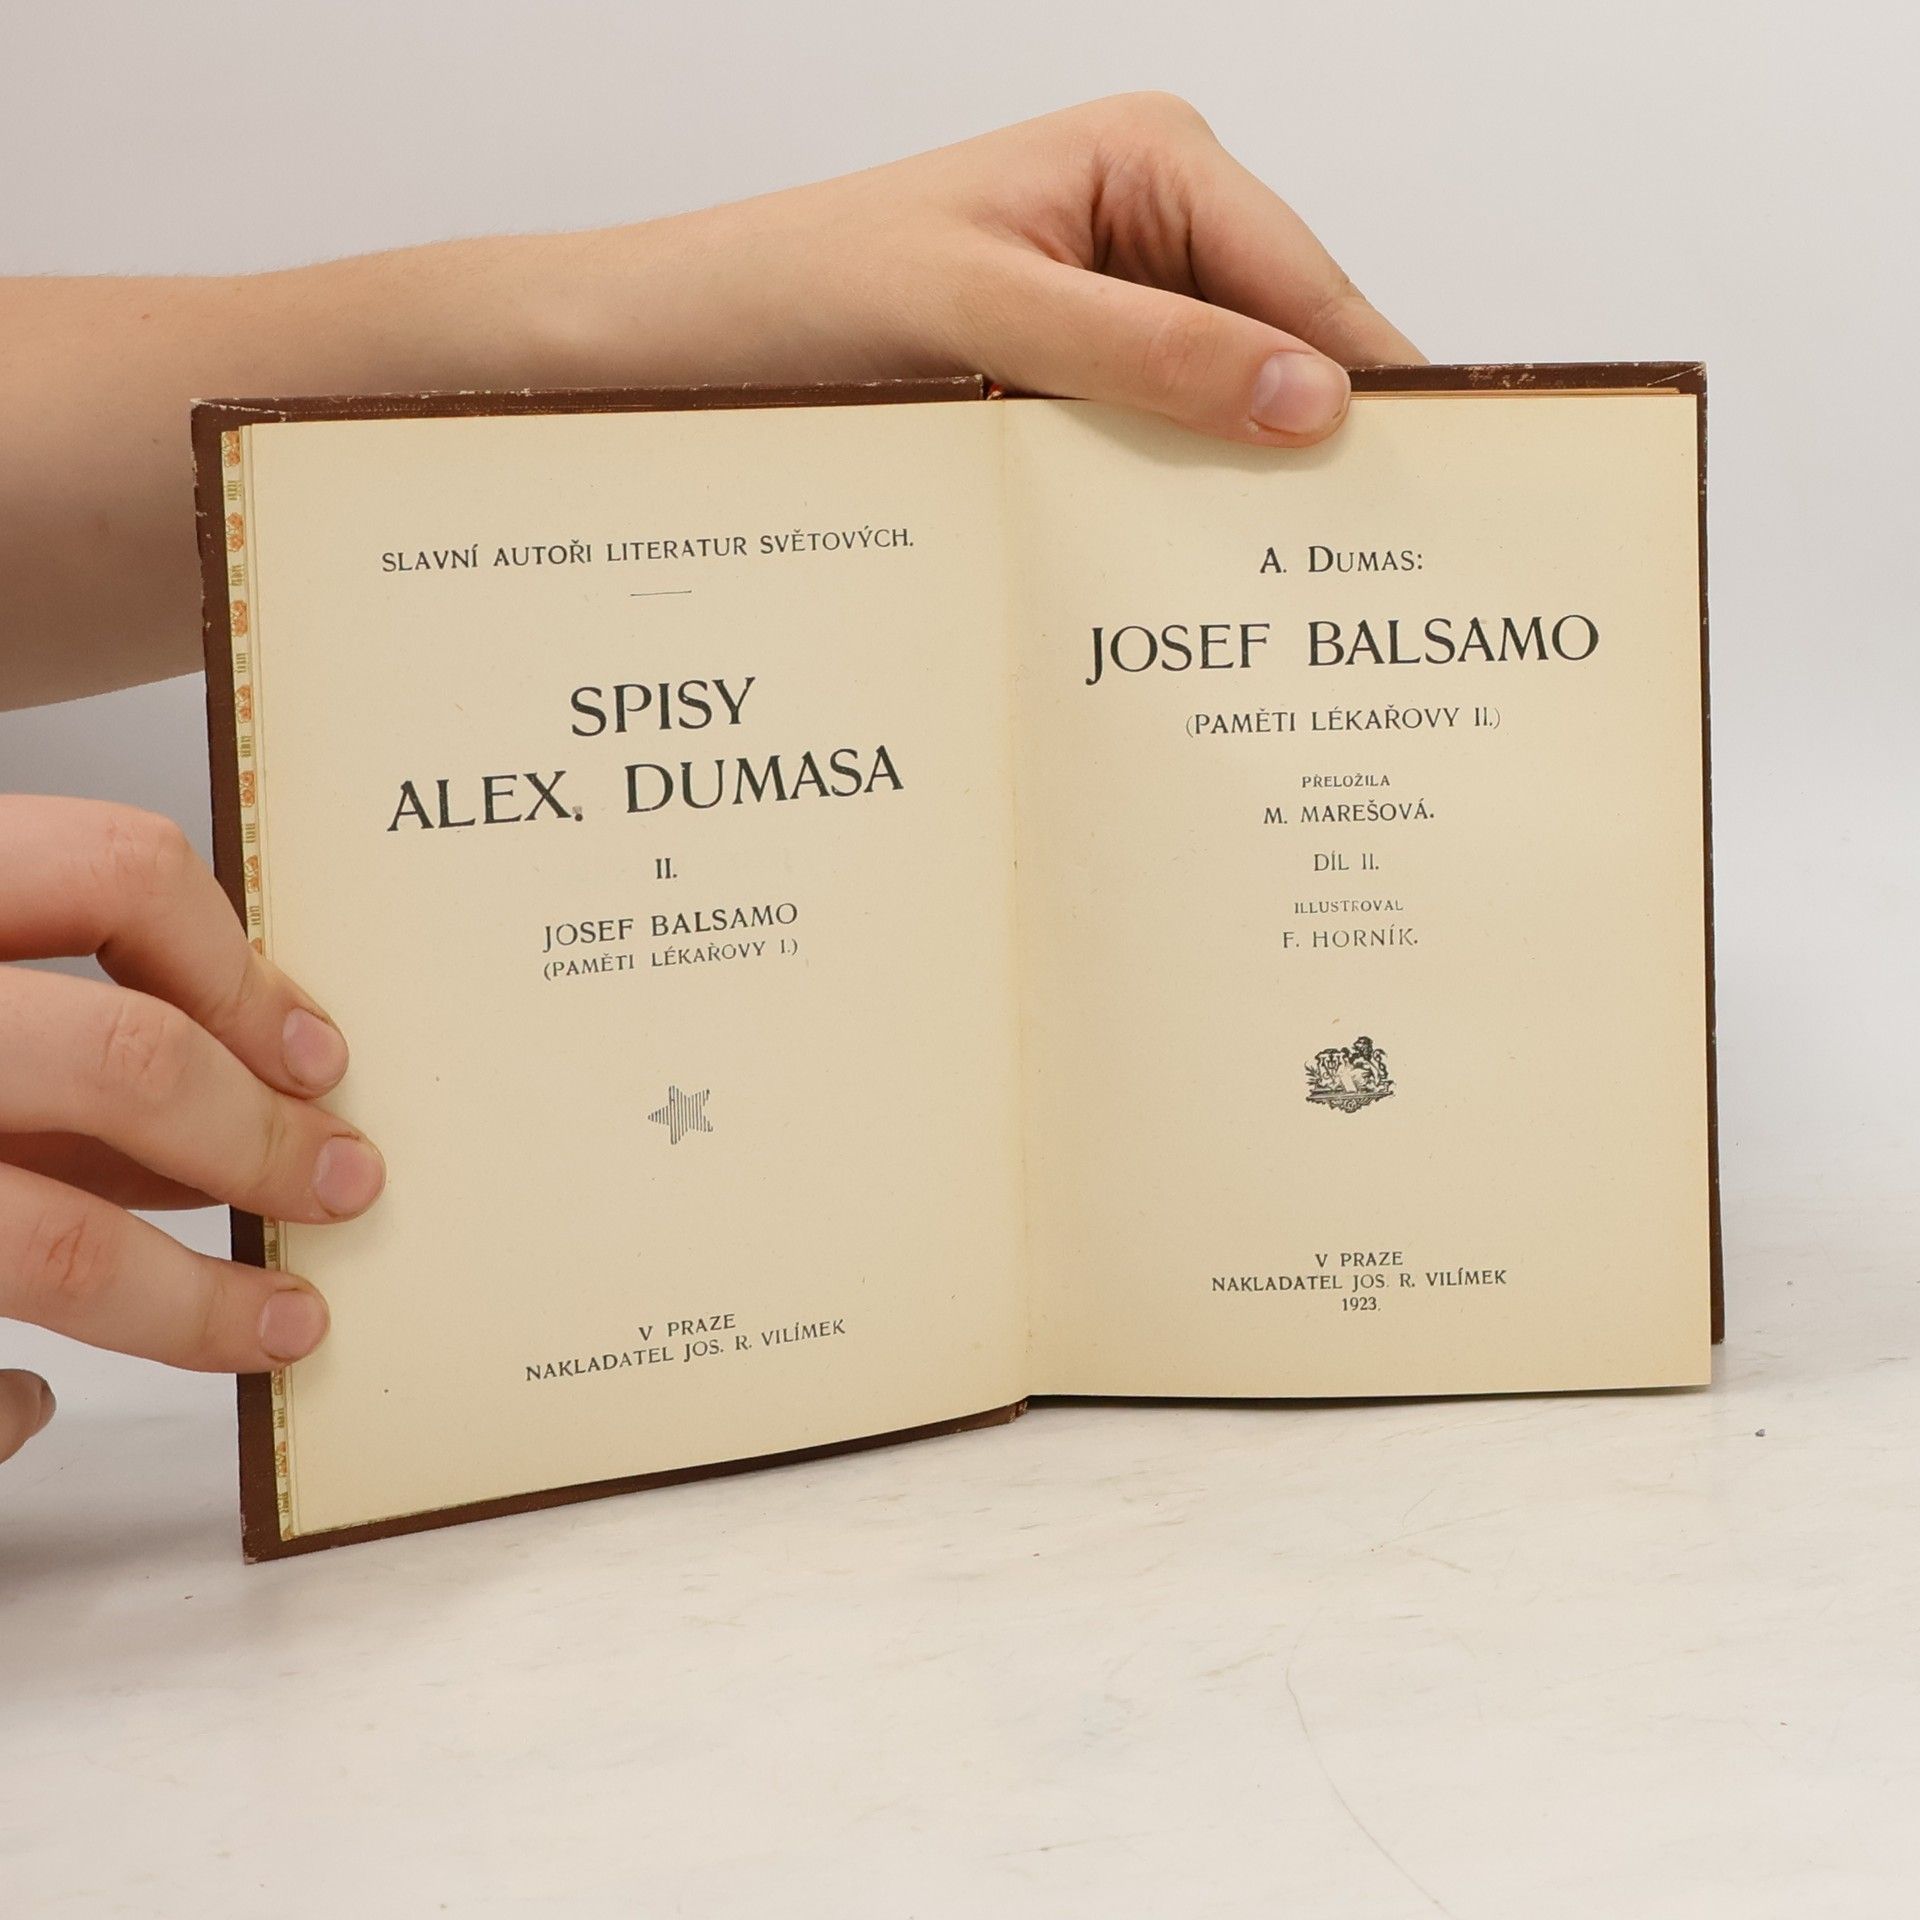 SLAVNÍ AUTOŘI LITERATUR SVĚTOVÝCH.
SPISY
ALEX. DUMASA
II.
JOSEF BALSAMO
(PAMĚTI LÉKAŘOVY I.)
V PRAZE
NAKLADATEL JOS. R. VILÍMEK
A. DUMAS:
JOSEF BALSAMO
(PAMĚTI LÉKAŘOVY II.)
PŘELOŽILA
M. MAREŠOVÁ.
DÍL II.
ILLUSTROVAL
F. HORNÍK.
V PRAZE
NAKLADATEL JOS. R. VILÍMEK
1923.